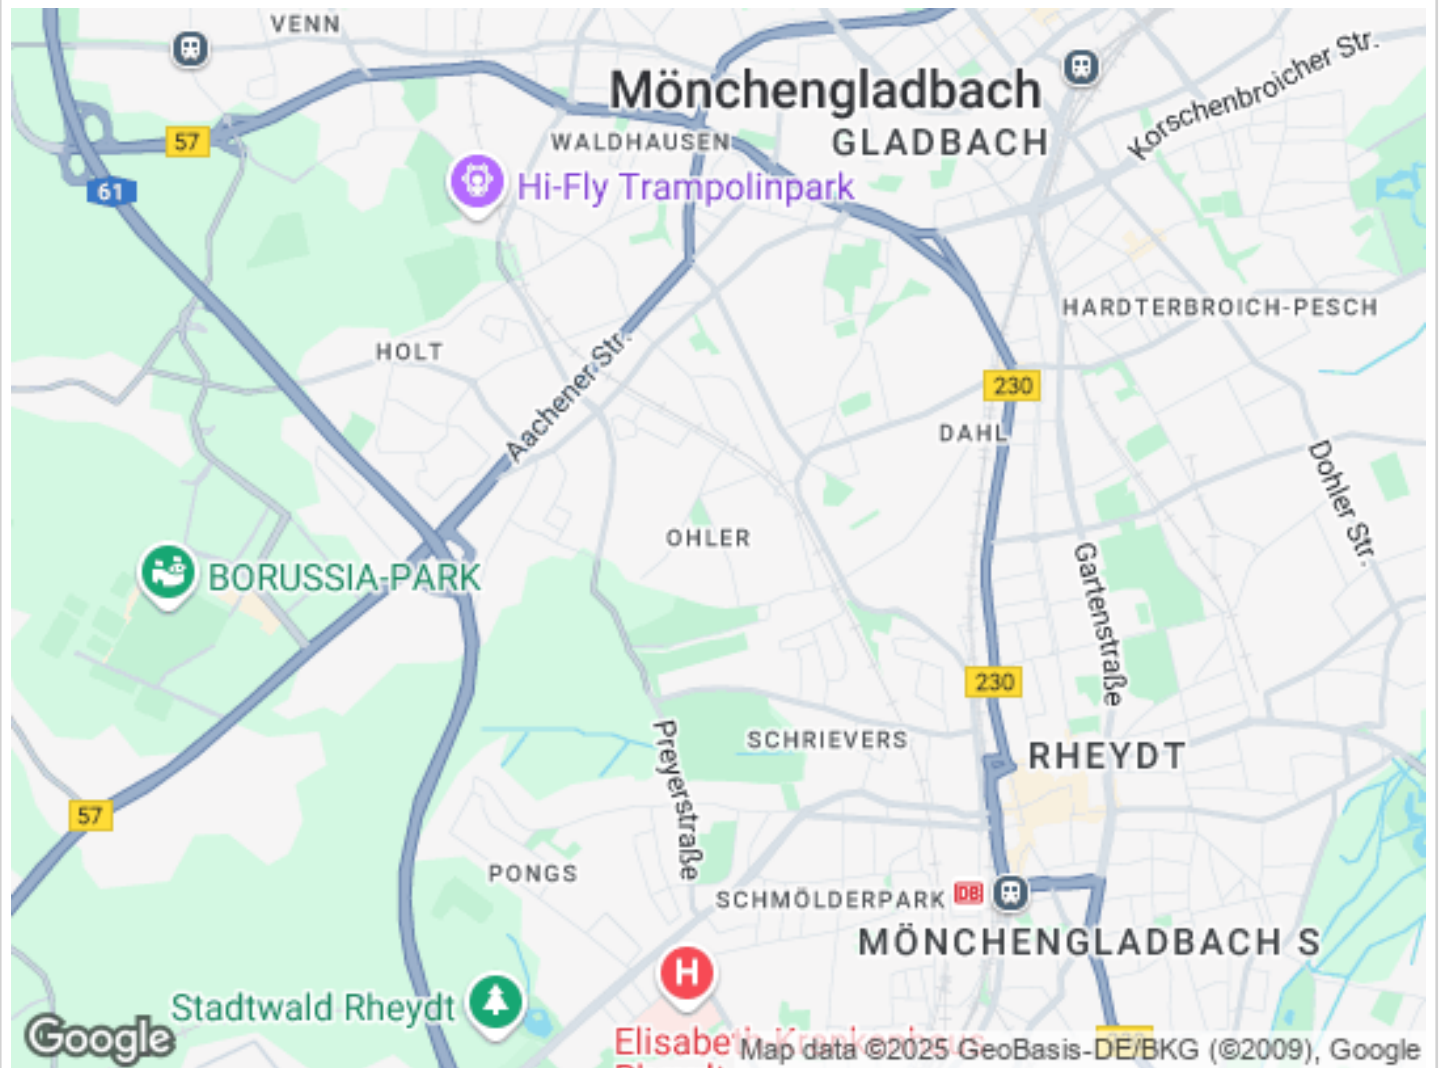 VENN
Korschenbroicher Str.
Mönchengladbach
GLADBACH
57
WALDHAUSEN
61
Hi-Fly Trampolinpark
HARDTERBROICH-PESCH
HOLT
Aachener Str.
230
DAHL
Dohler Str.
OHLER
Gartenstraße
BORUSSIA-PARK
230
Preyerstraße
SCHRIEVERS
RHEYDT
57
PONGS
SCHMÖLDERPARK
DB
MÖNCHENGLADBACH S
H
Stadtwald Rheydt
Elisabeth-Krankenhaus
Google
Map data ©2025 GeoBasis-DE/BKG (©2009), Google